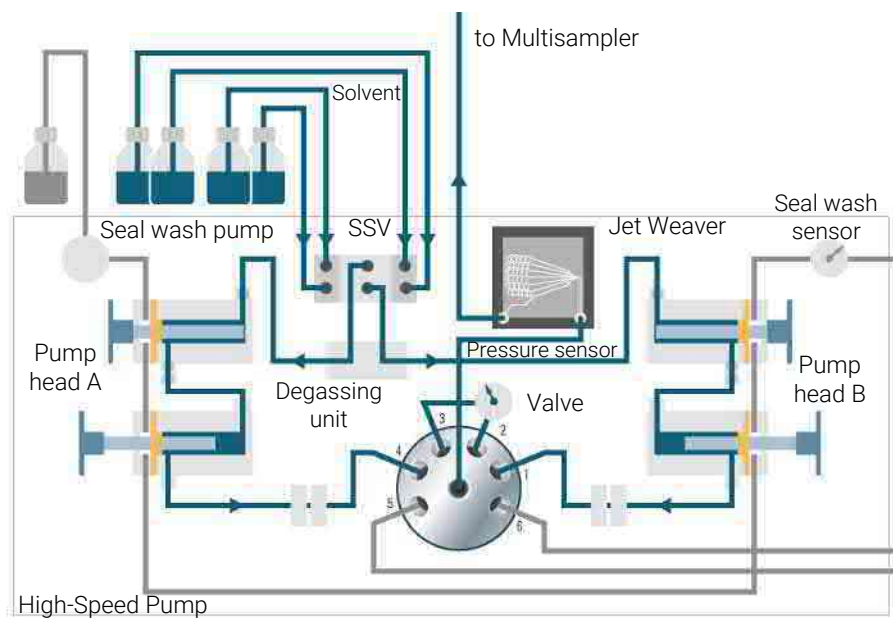 to Multisampler
Solvent
Seal wash pump
SSV
Jet Weaver
Seal wash
sensor
Pump
head A
Degassing
unit
Pressure sensor
Valve
Pump
head B
3
2
4
1
5
6
High-Speed Pump